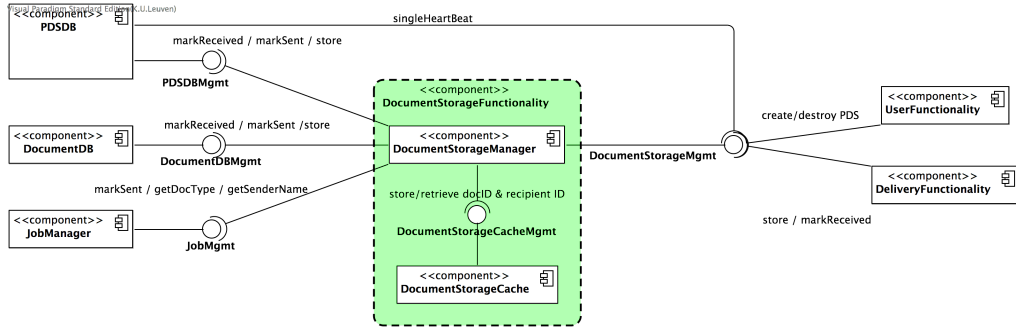 Visual Paradigm Standard Edition(K.U.Leuven)
<<component>>
PDSDB
singleHeartBeat
markReceived / markSent / store
PDSDBMgmt
<<component>>
DocumentStorageFunctionality
<<component>>
UserFunctionality
create/destroy PDS
<<component>>
DocumentDB
markReceived / markSent /store
DocumentDBMgmt
<<component>>
DocumentStorageManager
DocumentStorageMgmt
<<component>>
DeliveryFunctionality
store / markReceived
markSent / getDocType / getSenderName
store/retrieve docID & recipient ID
<<component>>
JobManager
JobMgmt
DocumentStorageCacheMgmt
<<component>>
DocumentStorageCache